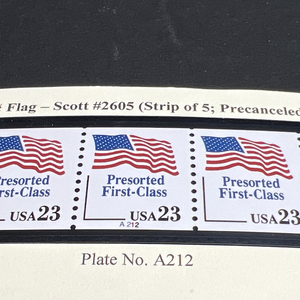 Flag – Scott #2605 (Strip of 5; Precanceled
Presorted Presorted Presorted
First-Class First-Class First-Class
USA23 USA23 USA23
A212
Plate No. A212